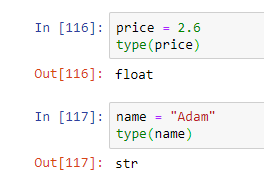 In [116]: price = 2.6
type(price)
Out[116]: float
In [117]: name = "Adam"
type(name)
Out[117]: str